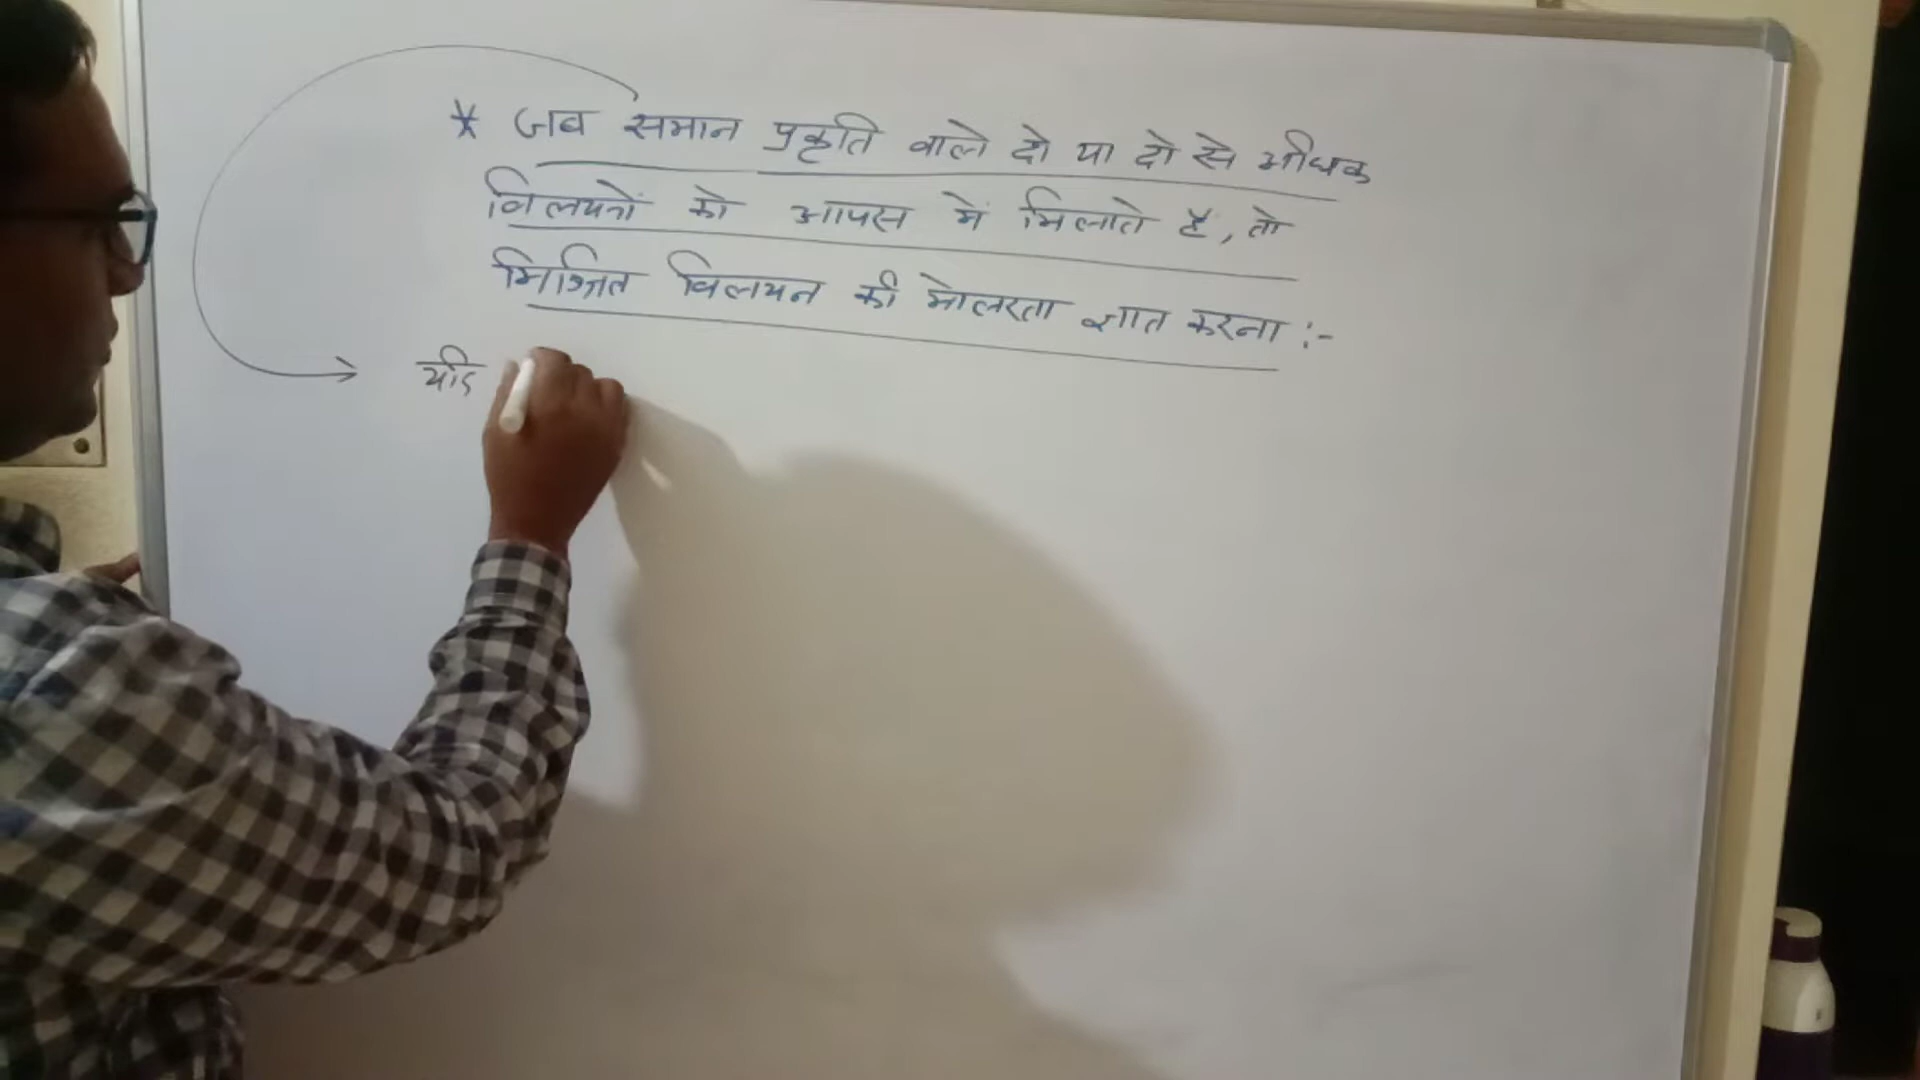 * जब समान प्रकृति वाले दो या दो से अधिक
विलयनों को आपस में मिलाते है, तो
मिश्रित विलयन की मोलरता ज्ञात करना :-
यदि